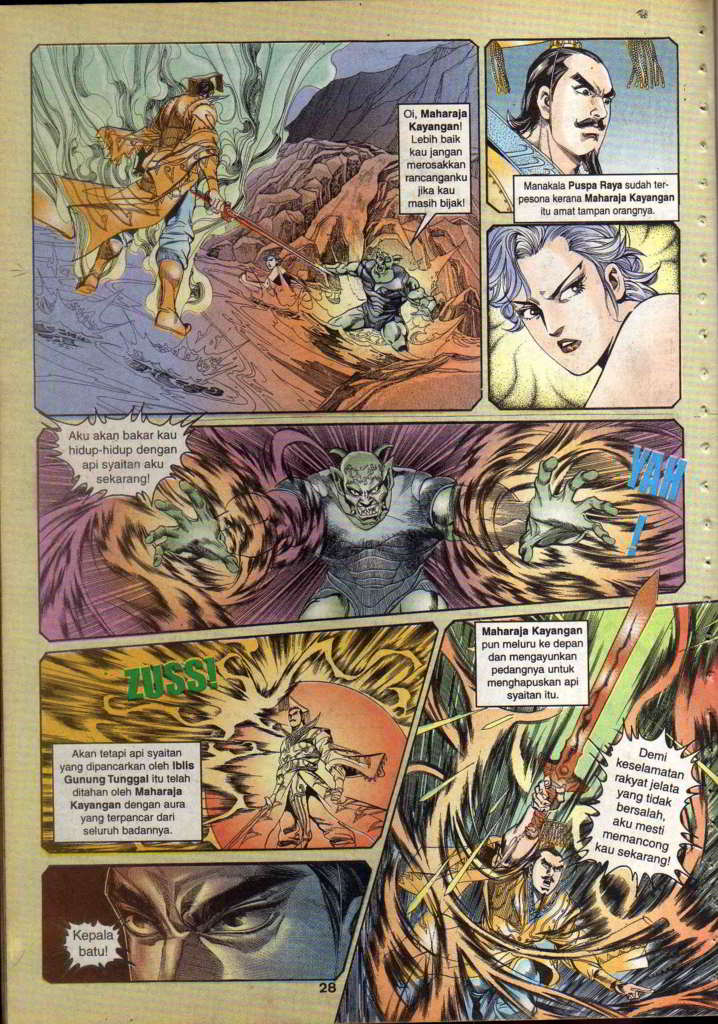 Oi, Maharaja
Kayangan!
Lebih baik
kau jangan
merosakkan
rancanganku
jika kau
masih bijak!
Manakala Puspa Raya sudah ter-
pesona kerana Maharaja Kayangan
itu amat tampan orangnya.
Aku akan bakar kau
hidup-hidup dengan
api syaitan aku
sekarang!
YAH
!
ZUSS!
Akan tetapi api syaitan
yang dipancarkan oleh Iblis
Gunung Tunggal itu telah
ditahan oleh Maharaja
Kayangan dengan aura
yang terpancar dari
seluruh badannya.
Kepala
batu!
Maharaja Kayangan
pun meluru ke depan
dan mengayunkan
pedangnya untuk
menghapuskan api
syaitan itu.
Demi
keselamatan
rakyat jelata
yang tidak
bersalah,
aku mesti
memancong
kau sekarang!
28